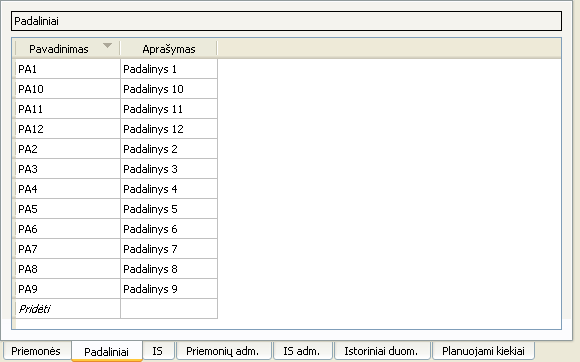 Padaliniai
Pavadinimas Aprašymas
PA1 Padalinys 1
PA10 Padalinys 10
PA11 Padalinys 11
PA12 Padalinys 12
PA2 Padalinys 2
PA3 Padalinys 3
PA4 Padalinys 4
PA5 Padalinys 5
PA6 Padalinys 6
PA7 Padalinys 7
PA8 Padalinys 8
PA9 Padalinys 9
Pridėti
Priemonės Padaliniai IS Priemonių adm. IS adm. Istoriniai duom. Planuojami kiekiai